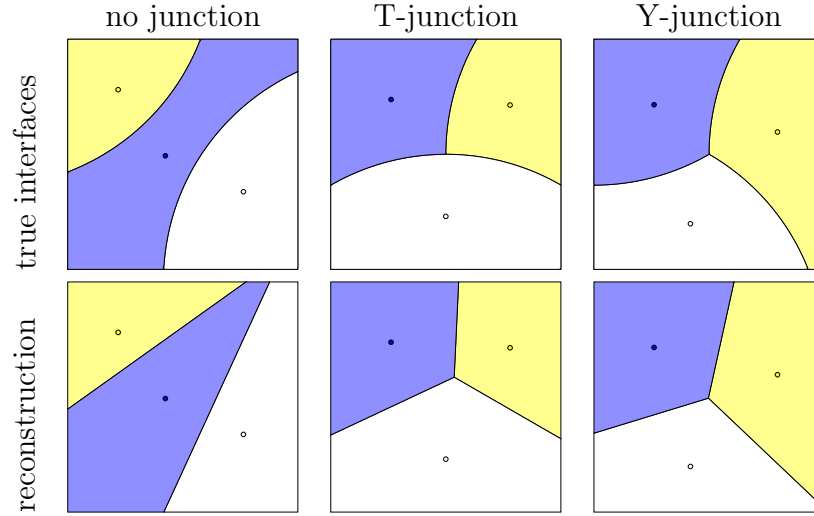 no junction
T-junction
Y-junction
true interfaces
reconstruction